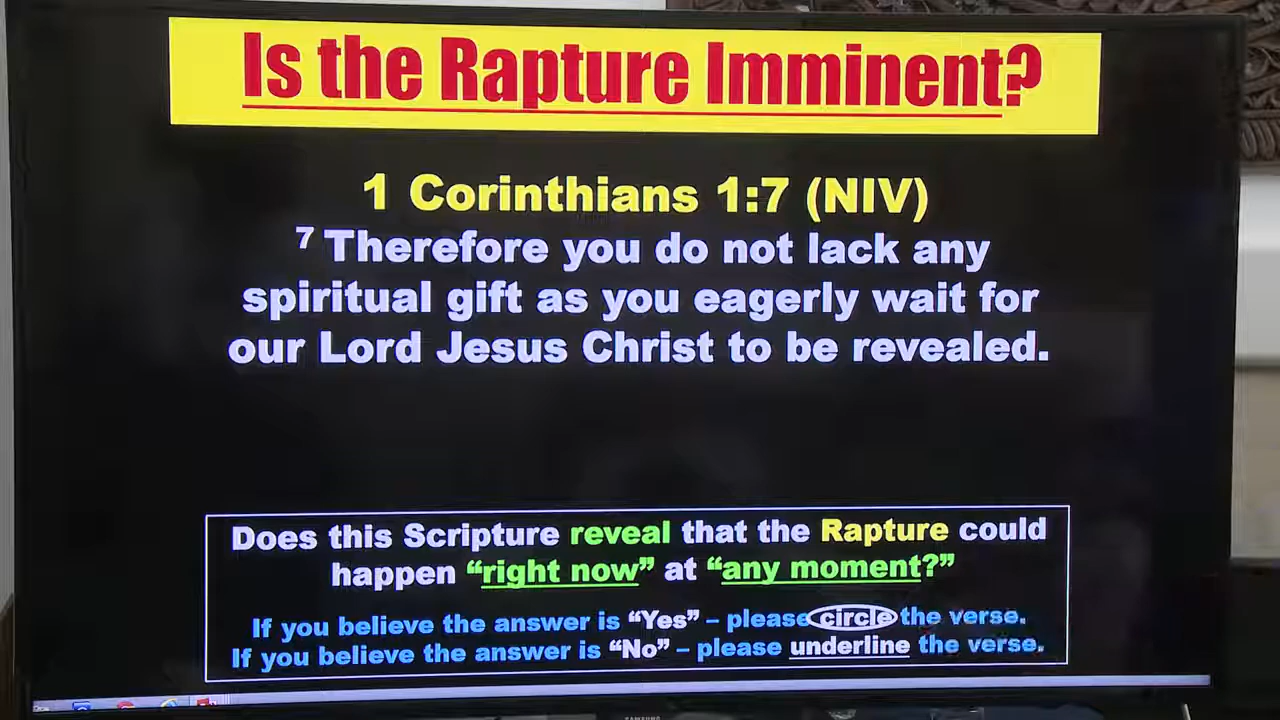 Is the Rapture Imminent?
1 Corinthians 1:7 (NIV)
7 Therefore you do not lack any
spiritual gift as you eagerly wait for
our Lord Jesus Christ to be revealed.
Does this Scripture reveal that the Rapture could
happen “right now” at “any moment?”
If you believe the answer is “Yes” – please circle the verse.
If you believe the answer is “No” – please underline the verse.
SAMSUNG